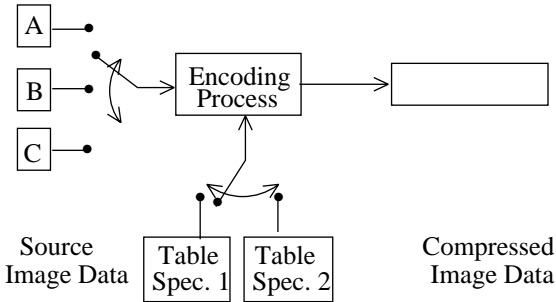 A
B
C
Encoding
Process
Source
Image Data
Table
Spec. 1
Table
Spec. 2
Compressed
Image Data